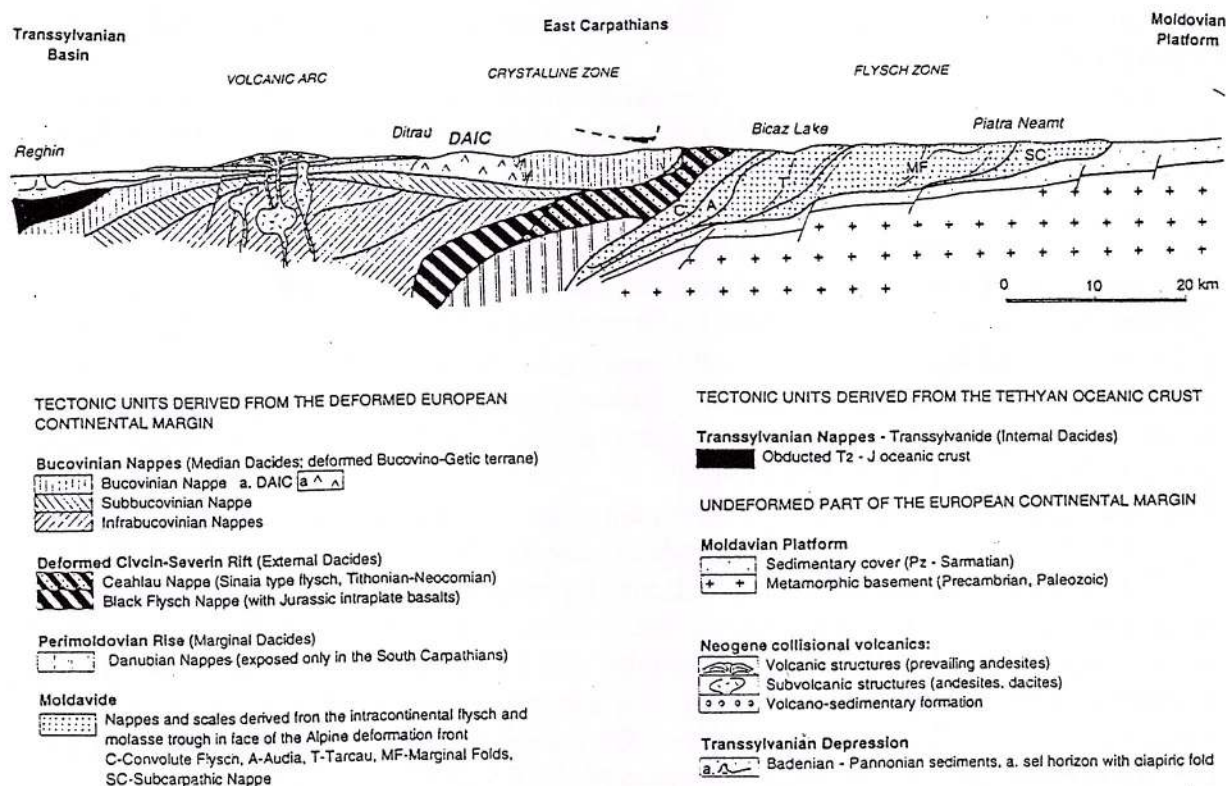 Transsylvanian
Basin
East Carpathians
Moldovian
Platform
VOLCANIC ARC
CRYSTALLINE ZONE
FLYSCH ZONE
Reghin
Ditrau
DAIC
Bicaz Lake
Piatra Neamt
C
A
T
MF
SC
0 10 20 km
TECTONIC UNITS DERIVED FROM THE DEFORMED EUROPEAN
CONTINENTAL MARGIN
Bucovinian Nappes (Median Dacides; deformed Bucovino-Getic terrane)
Bucovinian Nappe a. DAIC a ^ ^
Subbucovinian Nappe
Infrabucovinian Nappes
Deformed Civcin-Severin Rift (External Dacides)
Ceahlau Nappe (Sinaia type flysch, Tithonian-Neocomian)
Black Flysch Nappe (with Jurassic intraplate basalts)
Perimoldovian Rise (Marginal Dacides)
Danubian Nappes (exposed only in the South Carpathians)
Moldavide
Nappes and scales derived fron the intracontinental flysch and
molasse trough in face of the Alpine deformation front
C-Convolute Flysch, A-Audia, T-Tarcau, MF-Marginal Folds,
SC-Subcarpathic Nappe
TECTONIC UNITS DERIVED FROM THE TETHYAN OCEANIC CRUST
Transsylvanian Nappes - Transsylvanide (Internal Dacides)
Obducted T2 - J oceanic crust
UNDEFORMED PART OF THE EUROPEAN CONTINENTAL MARGIN
Moldavian Platform
Sedimentary cover (Pz - Sarmatian)
Metamorphic basement (Precambrian, Paleozoic)
Neogene collisional volcanics:
Volcanic structures (prevailing andesites)
Subvolcanic structures (andesites, dacites)
Volcano-sedimentary formation
Transsylvanian Depression
a. Badenian - Pannonian sediments, a. sel horizon with diapiric fold